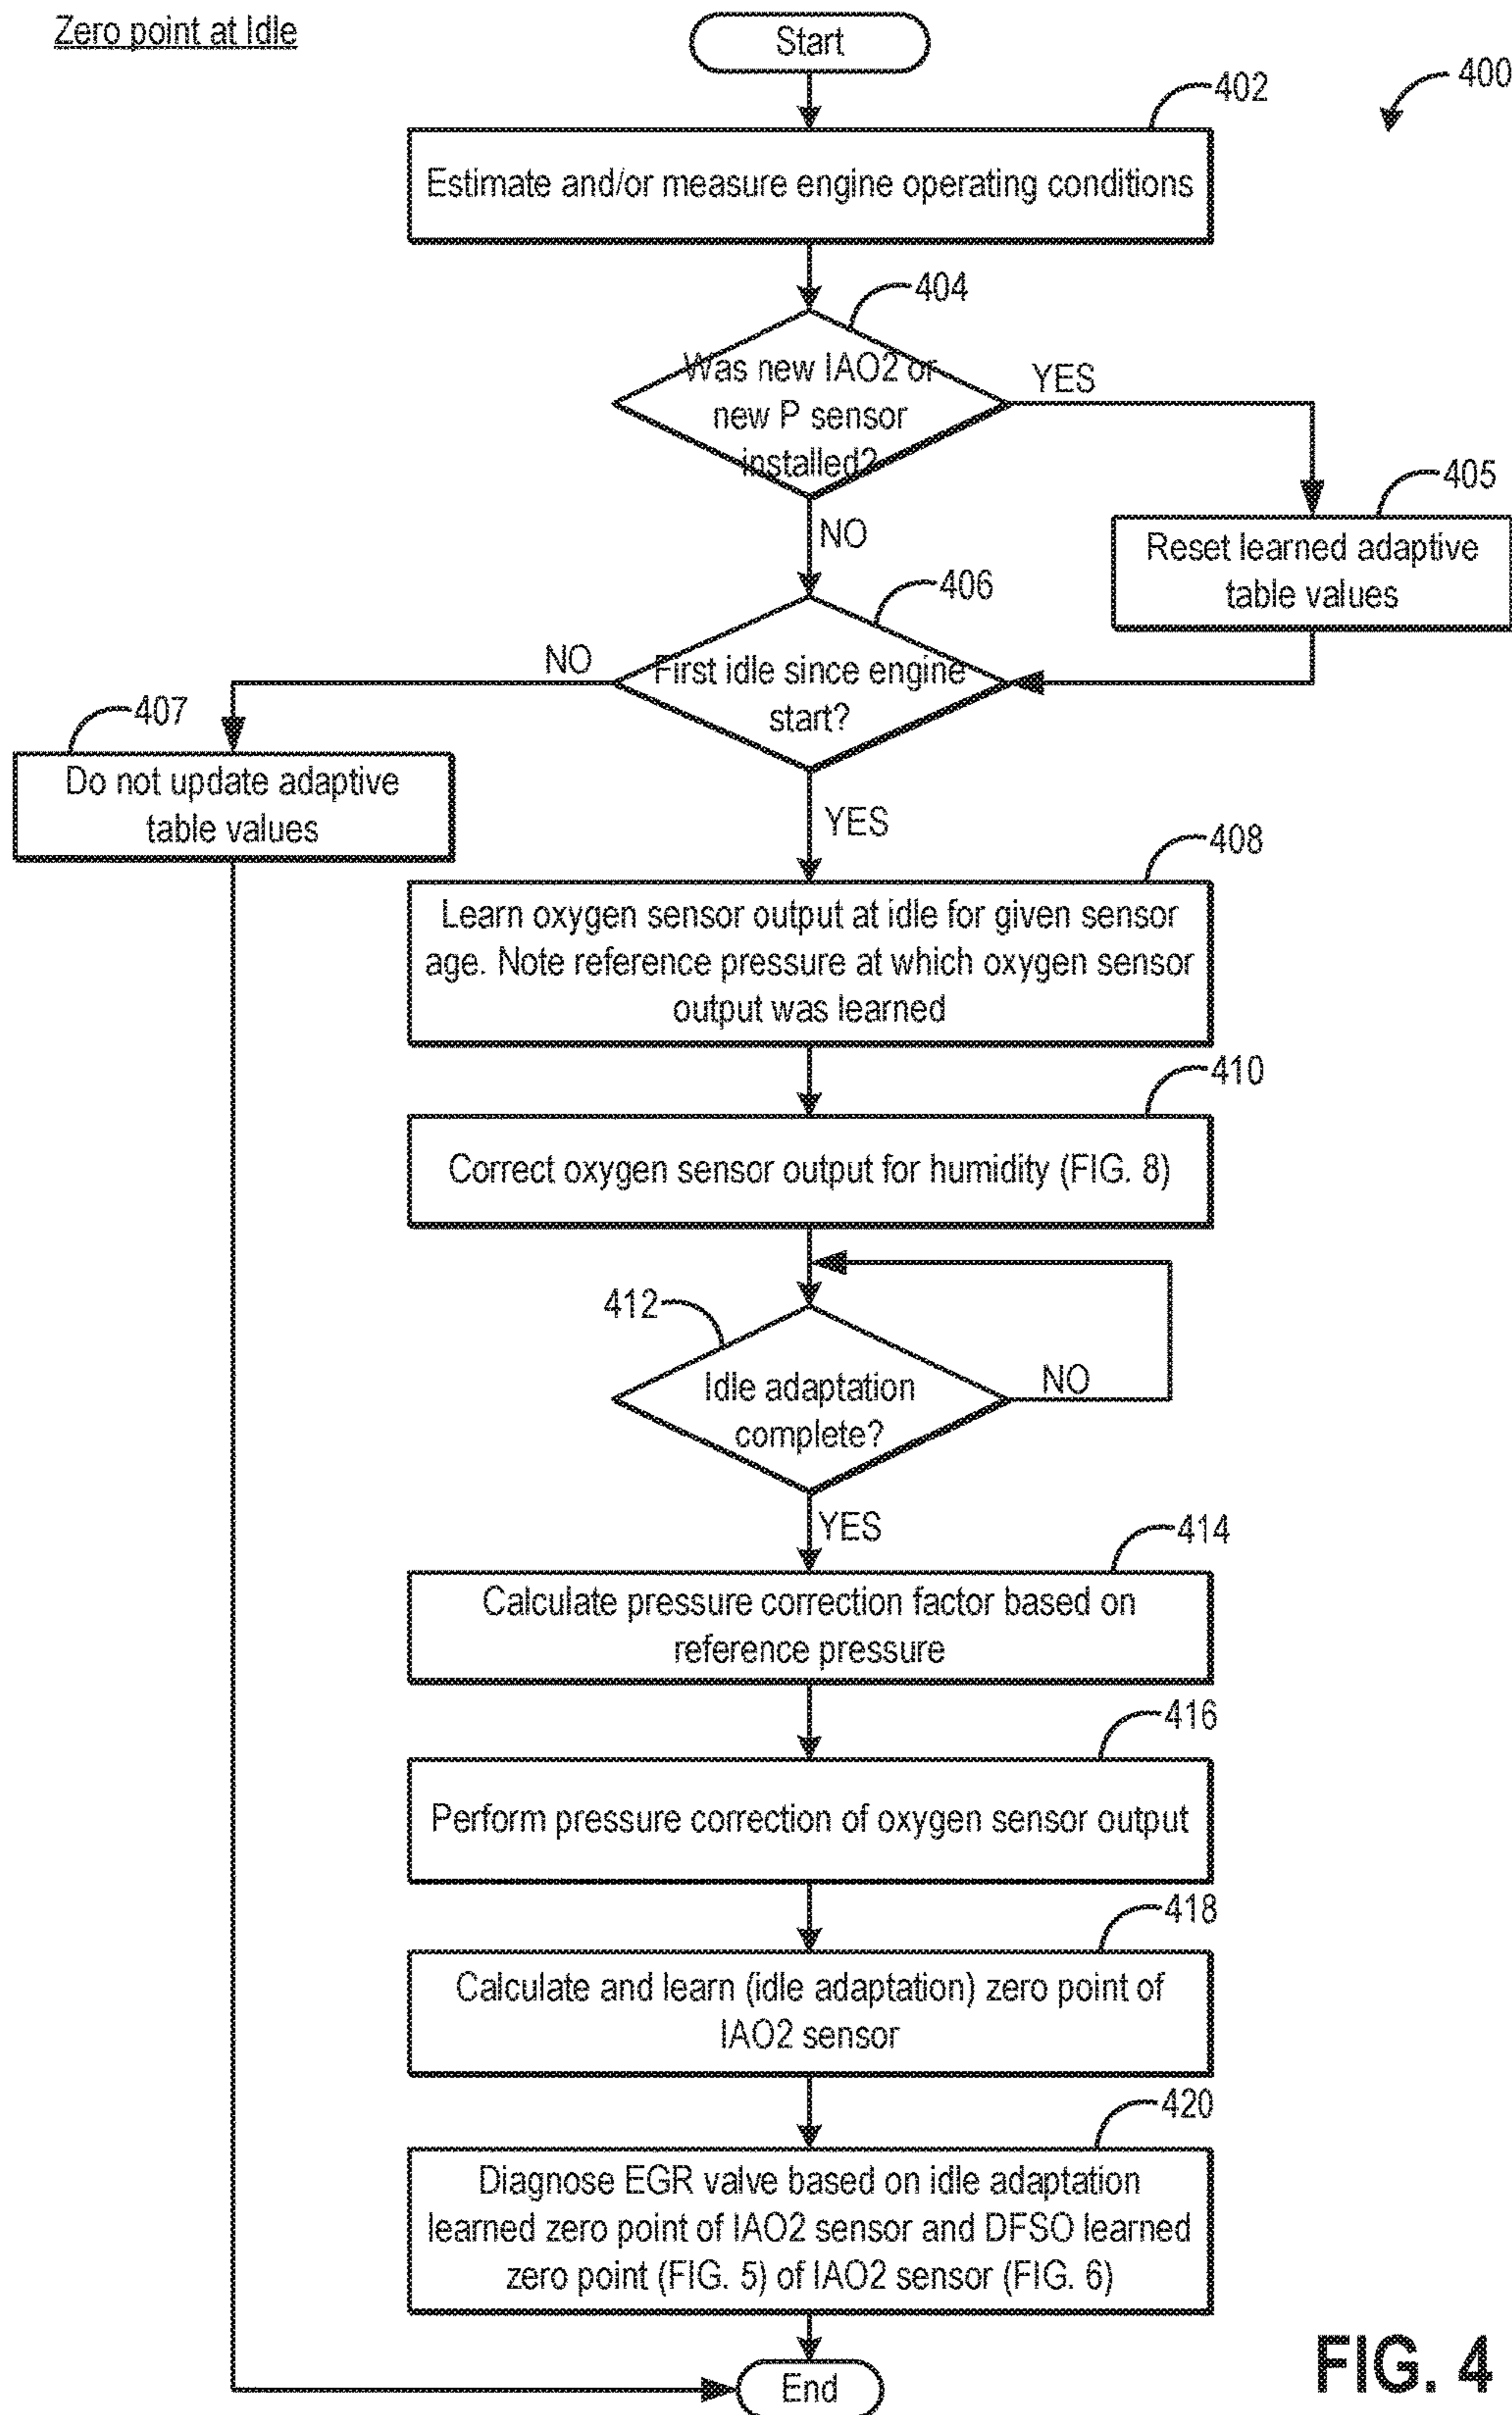 Zero point at Idle
Start
400
402
Estimate and/or measure engine operating conditions
404
Was new IAO2 or
new P sensor
installed?
YES
NO
405
Reset learned adaptive
table values
406
First idle since engine
start?
NO
YES
407
Do not update adaptive
table values
408
Learn oxygen sensor output at idle for given sensor
age. Note reference pressure at which oxygen sensor
output was learned
410
Correct oxygen sensor output for humidity (FIG. 8)
412
Idle adaptation
complete?
NO
YES
414
Calculate pressure correction factor based on
reference pressure
416
Perform pressure correction of oxygen sensor output
418
Calculate and learn (idle adaptation) zero point of
IAO2 sensor
420
Diagnose EGR valve based on idle adaptation
learned zero point of IAO2 sensor and DFSO learned
zero point (FIG. 5) of IAO2 sensor (FIG. 6)
End
FIG. 4